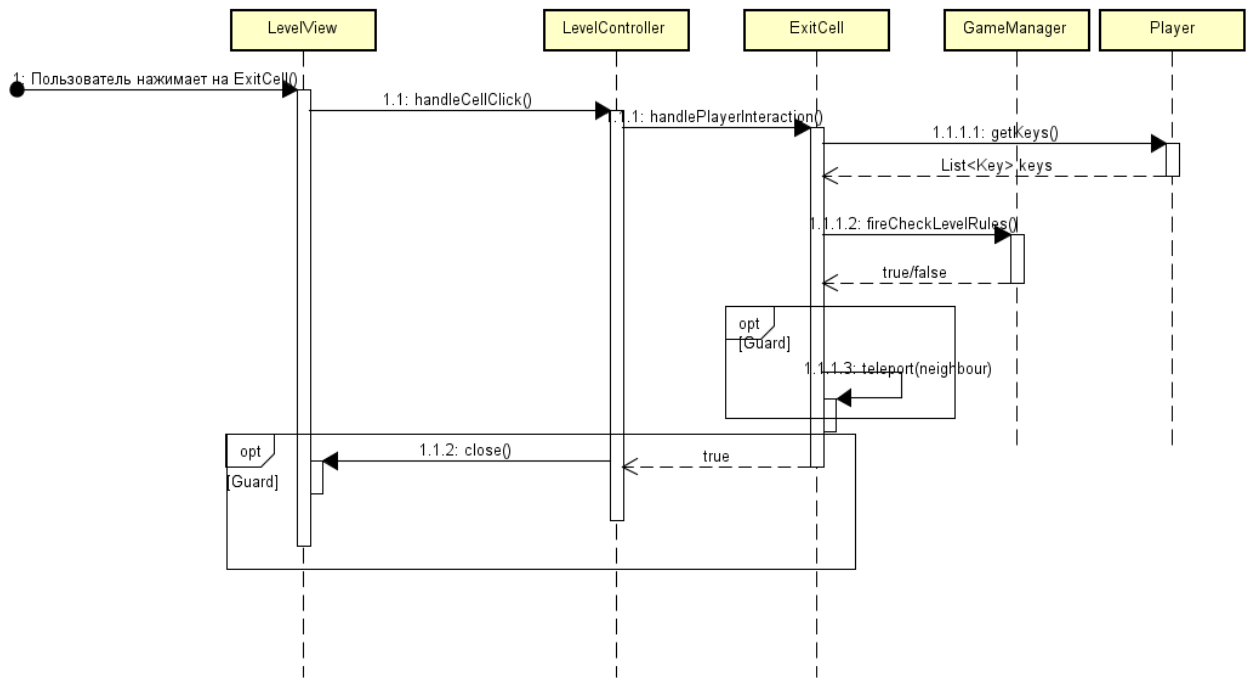 LevelView
LevelController
ExitCell
GameManager
Player
1: Пользователь нажимает на ExitCell()
1.1: handleCellClick()
1.1.1: handlePlayerInteraction()
1.1.1.1: getKeys()
List<Key> keys
1.1.1.2: fireCheckLevelRules()
true/false
opt
[Guard]
1.1.1.3: teleport(neighbour)
opt
[Guard]
1.1.2: close()
true